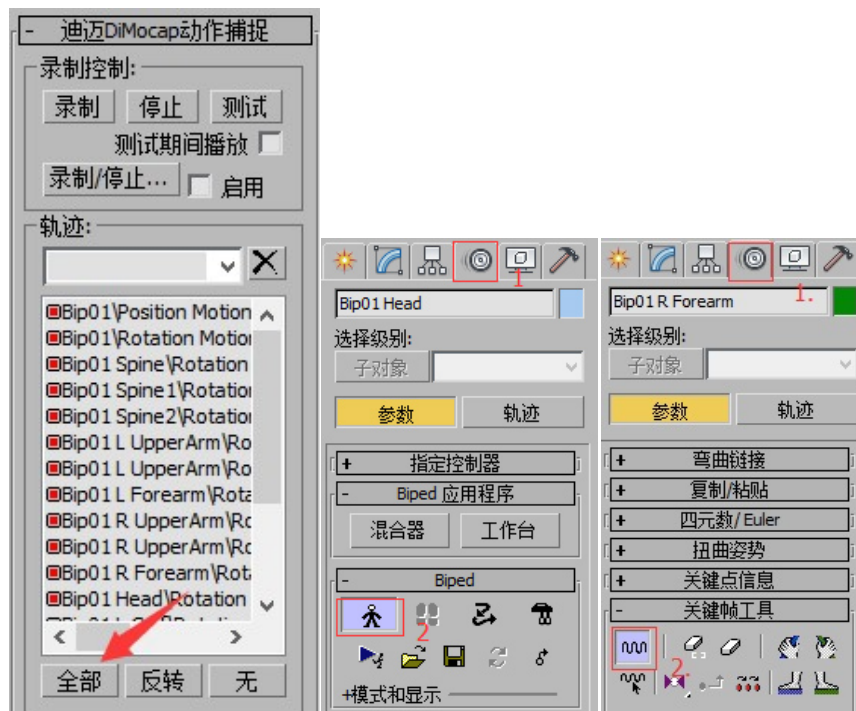 - 迪迈DiMocap动作捕捉
录制控制:
录制 停止 测试
测试期间播放
录制/停止... 启用
轨迹:
Bip01\Position Motion
Bip01\Rotation Motion
Bip01 Spine\Rotation
Bip01 Spine1\Rotation
Bip01 Spine2\Rotation
Bip01 L UpperArm\Ro
Bip01 L UpperArm\Ro
Bip01 L Forearm\Rota
Bip01 R UpperArm\Ro
Bip01 R UpperArm\Ro
Bip01 R Forearm\Rota
Bip01 Head\Rotation
全部 反转 无
1
Bip01 Head
选择级别:
子对象
参数 轨迹
+ 指定控制器
- Biped 应用程序
混合器 工作台
- Biped
2
+模式和显示
1.
Bip01 R Forearm
选择级别:
子对象
参数 轨迹
+ 弯曲链接
+ 复制/粘贴
+ 四元数/ Euler
+ 扭曲姿势
+ 关键点信息
- 关键帧工具
2.